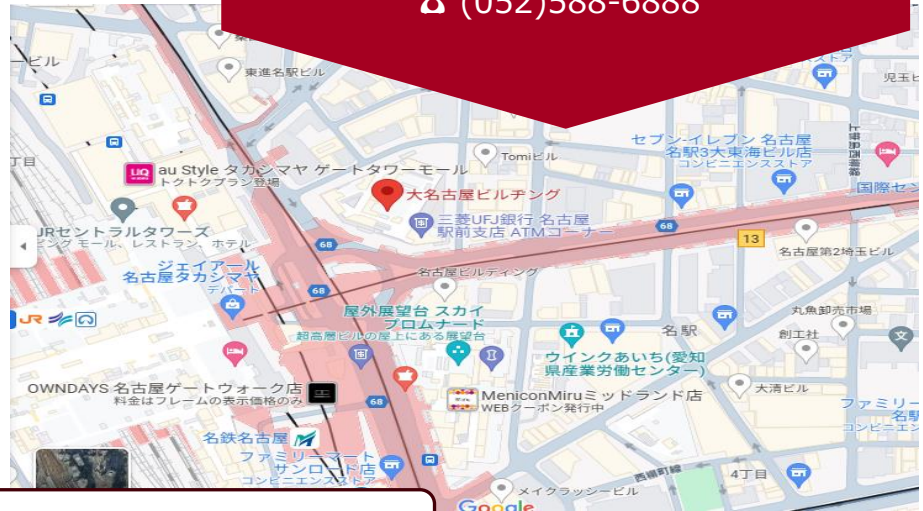 (052)588-6888
ービル
東進名駅ビル
児玉ビ
セブン-イレブン 名古屋
名駅3大東海ビル店
コンビニエンスストア
Tomiビル
丁目
UQ
au Style タカシマヤ ゲートタワーモール
トクトクプラン登場
大名古屋ビルヂング
国際セン
三菱UFJ銀行 名古屋
駅前支店 ATMコーナー
JRセントラルタワーズ
ピング モール、レストラン、ホテル
68
68
13
名古屋第2埼玉ビル
ジェイアール
名古屋タカシマヤ
デパート
名古屋ビルディング
68
屋外展望台 スカイ
プロムナード
超高層ビルの屋上にある展望台
名駅
丸魚卸売市場
創工社
JR
ウインクあいち(愛知
県産業労働センター)
文
OWNDAYS 名古屋ゲートウォーク店
料金はフレームの表示価格のみ
68
MeniconMiruミッドランド店
WEBクーポン発行中
大清ビル
ファミリー
名駅
コンビニエン
名鉄名古屋
ファミリーマート
サンロード店
コンビニエンスストア
4丁目
メイクラッシービル
Google